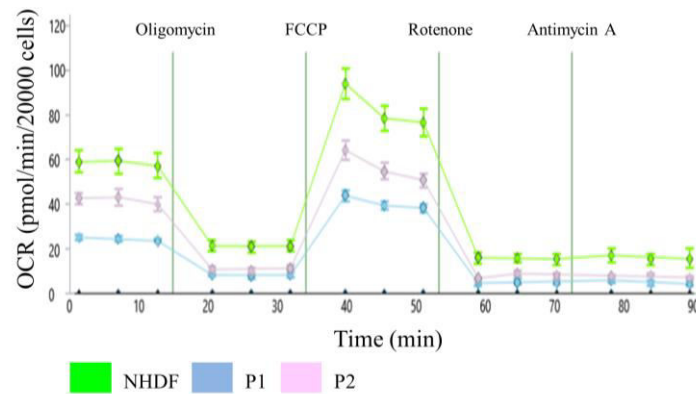 Oligomycin FCCP Rotenone Antimycin A
OCR (pmol/min/20000 cells)
120
100
80
60
40
20
0
0 10 20 30 40 50 60 70 80 90
Time (min)
NHDF P1 P2